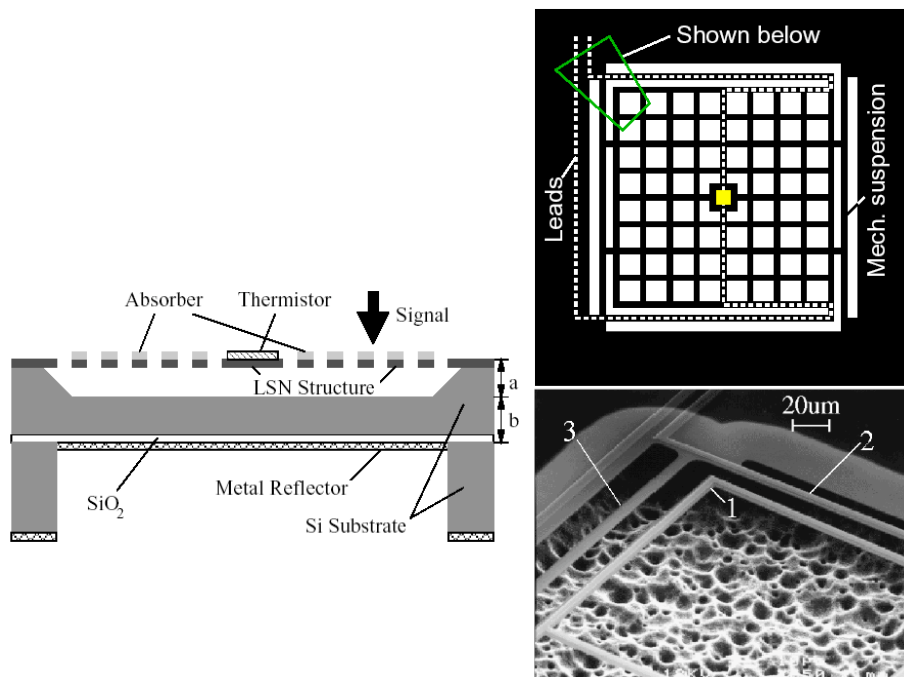 Absorber
Thermistor
Signal
LSN Structure
a
b
Metal Reflector
SiO2
Si Substrate
Shown below
Leads
Mech. suspension
20um
3
2
1